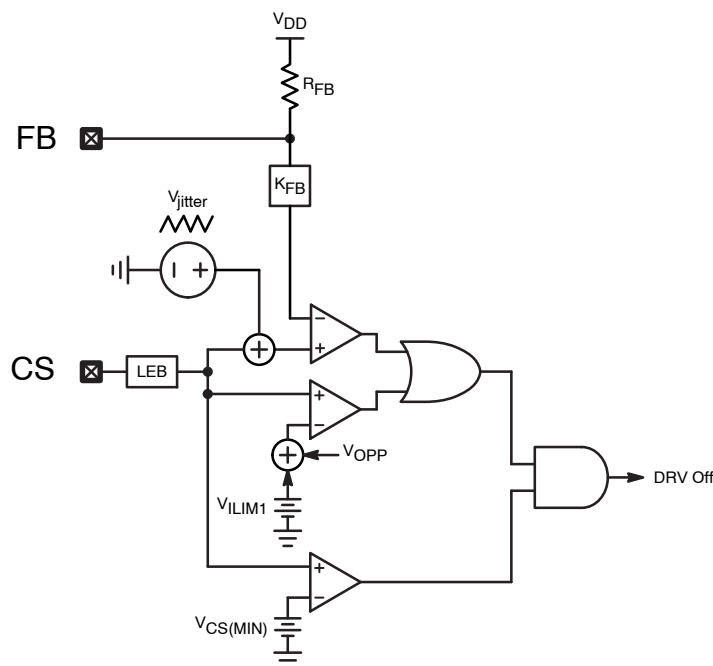 VDD
RFB
FB
KFB
Vjitter
− +
−
+
CS
LEB
+
+
−
+
VOPP
VILIM1
DRV Off
+
−
VCS(MIN)